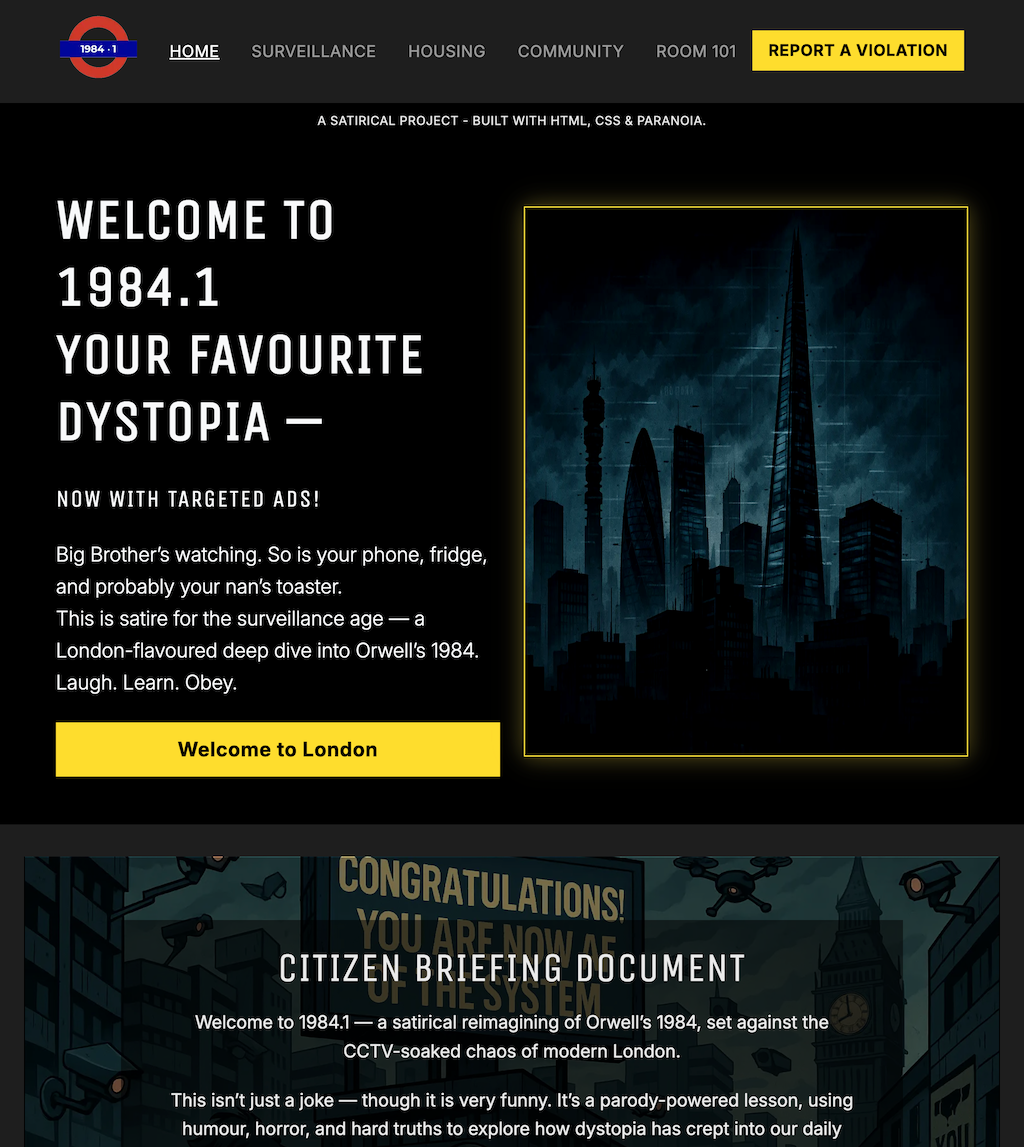 1984 · 1
HOME
SURVEILLANCE
HOUSING
COMMUNITY
ROOM 101
REPORT A VIOLATION
A SATIRICAL PROJECT - BUILT WITH HTML, CSS & PARANOIA.
WELCOME TO
1984.1
YOUR FAVOURITE
DYSTOPIA —
NOW WITH TARGETED ADS!
Big Brother’s watching. So is your phone, fridge,
and probably your nan’s toaster.
This is satire for the surveillance age — a
London-flavoured deep dive into Orwell’s 1984.
Laugh. Learn. Obey.
Welcome to London
CONGRATULATIONS!
YOU ARE NOW
OF THE SYSTEM
CITIZEN BRIEFING DOCUMENT
Welcome to 1984.1 — a satirical reimagining of Orwell’s 1984, set against the
CCTV-soaked chaos of modern London.
This isn’t just a joke — though it is very funny. It’s a parody-powered lesson, using
humour, horror, and hard truths to explore how dystopia has crept into our daily